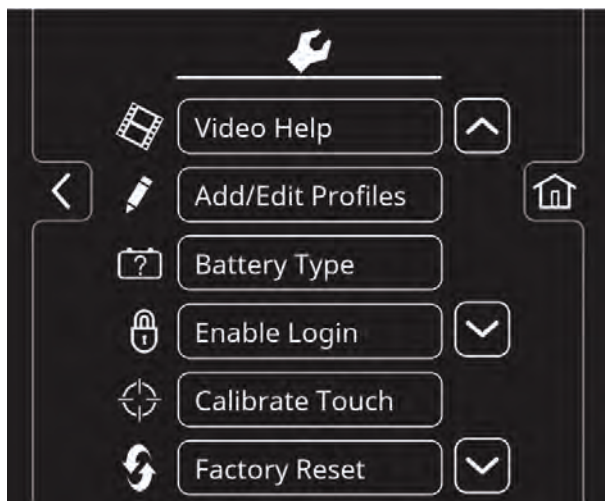 Video Help
Add/Edit Profiles
?
Battery Type
Enable Login
Calibrate Touch
Factory Reset